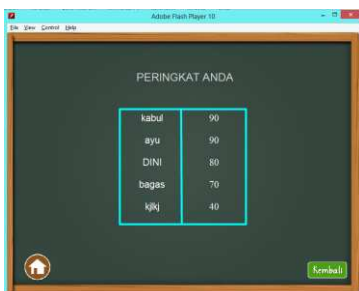 Adobe Flash Player 10
File View Control Help
PERINGKAT ANDA
kabul 90
ayu 90
DINI 80
bagas 70
kjlkj 40
Kembali